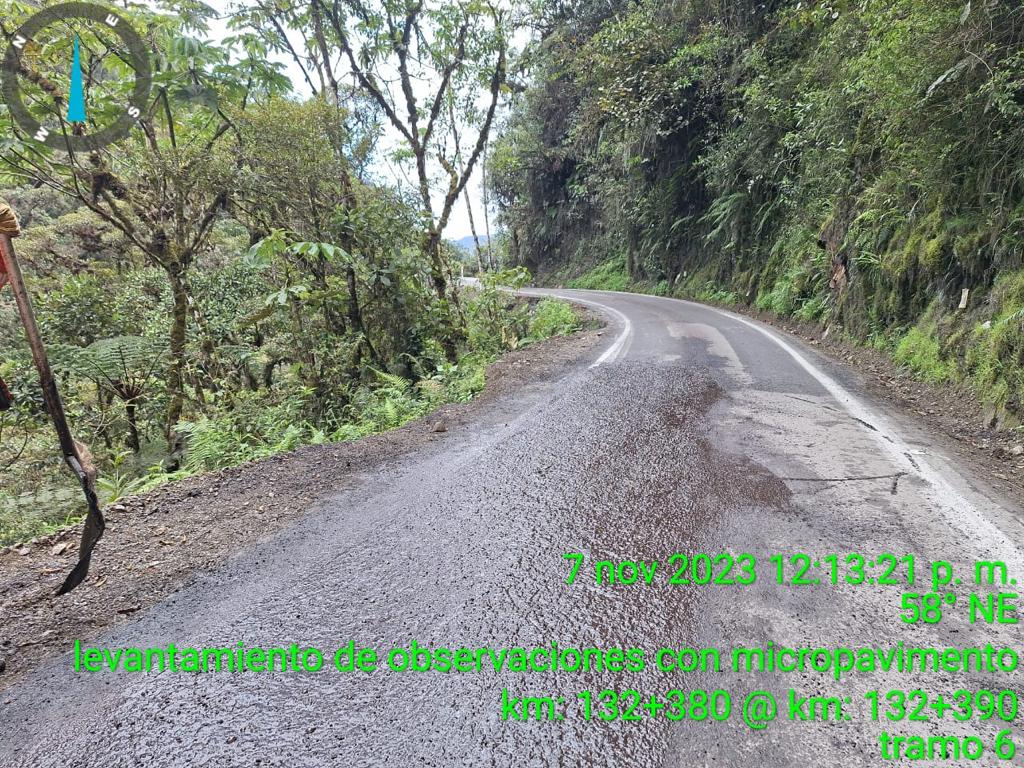 N E
W S
7 nov 2023 12:13:21 p. m.
58° NE
levantamiento de observaciones con micropavimento
km: 132+380 @ km: 132+390
tramo 6